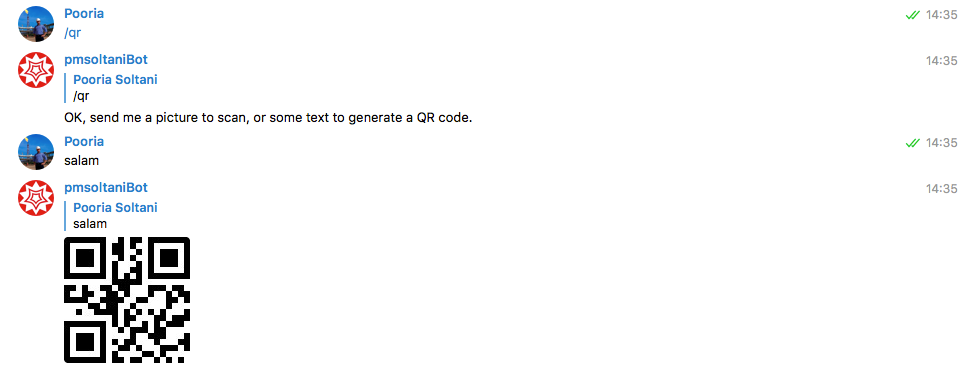 Pooria
14:35
/qr
pmsoltaniBot
14:35
Pooria Soltani
/qr
OK, send me a picture to scan, or some text to generate a QR code.
Pooria
14:35
salam
pmsoltaniBot
14:35
Pooria Soltani
salam